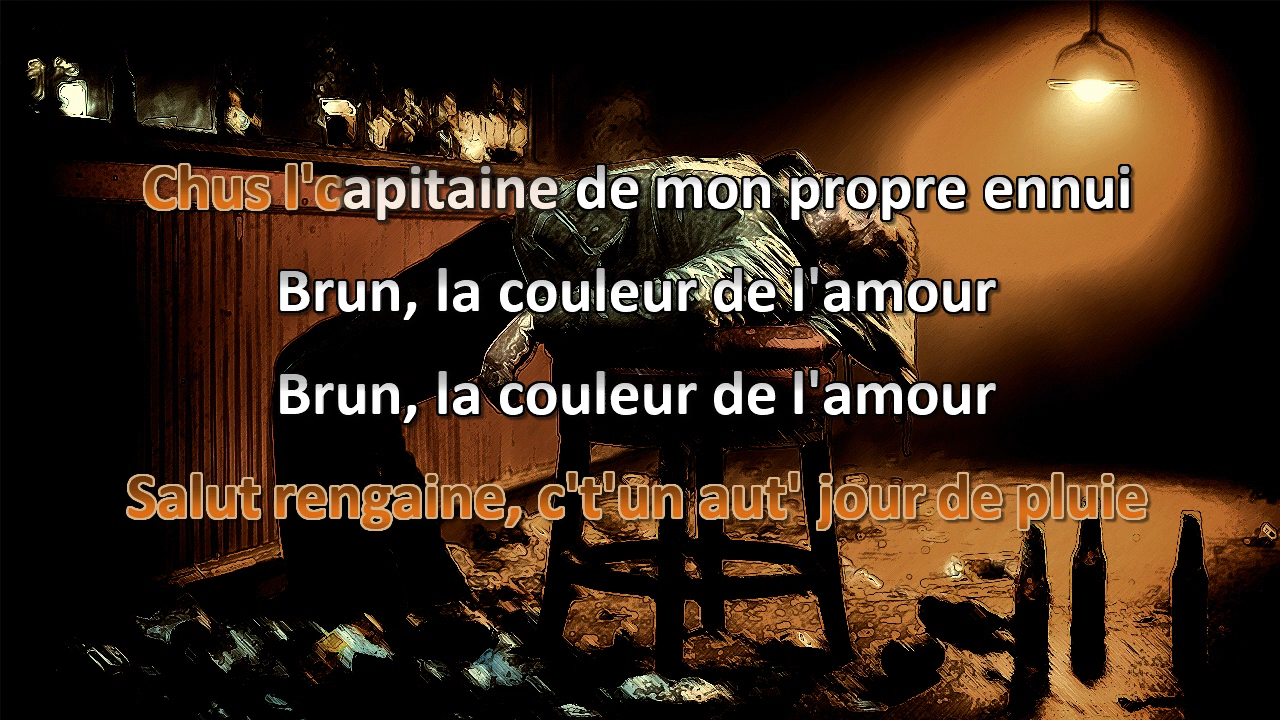 Chus l'capitaine de mon propre ennui
Brun, la couleur de l'amour
Brun, la couleur de l'amour
Salut rengaine, c't'un aut' jour de pluie